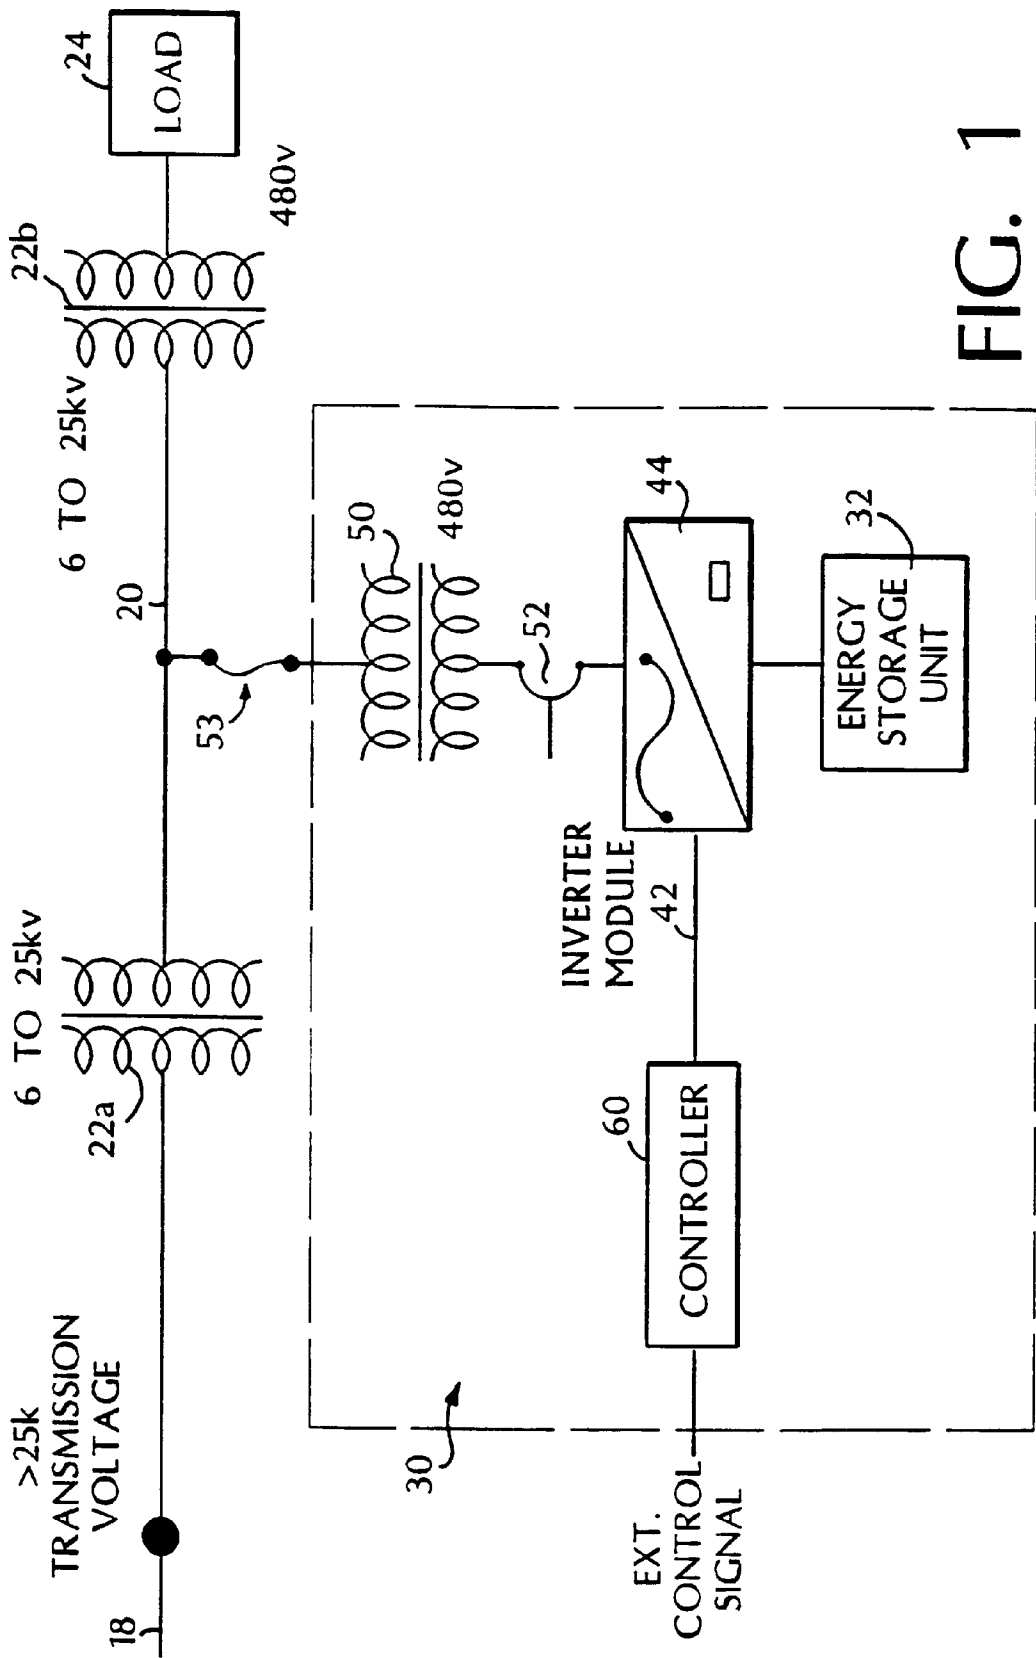 >25k
TRANSMISSION
VOLTAGE
18
6 TO 25kv
22a
20
6 TO 25kv
22b
480v
24
LOAD
53
30
50
480v
52
INVERTER
MODULE
42
44
60
CONTROLLER
EXT.
CONTROL
SIGNAL
ENERGY
STORAGE
UNIT
32
FIG. 1